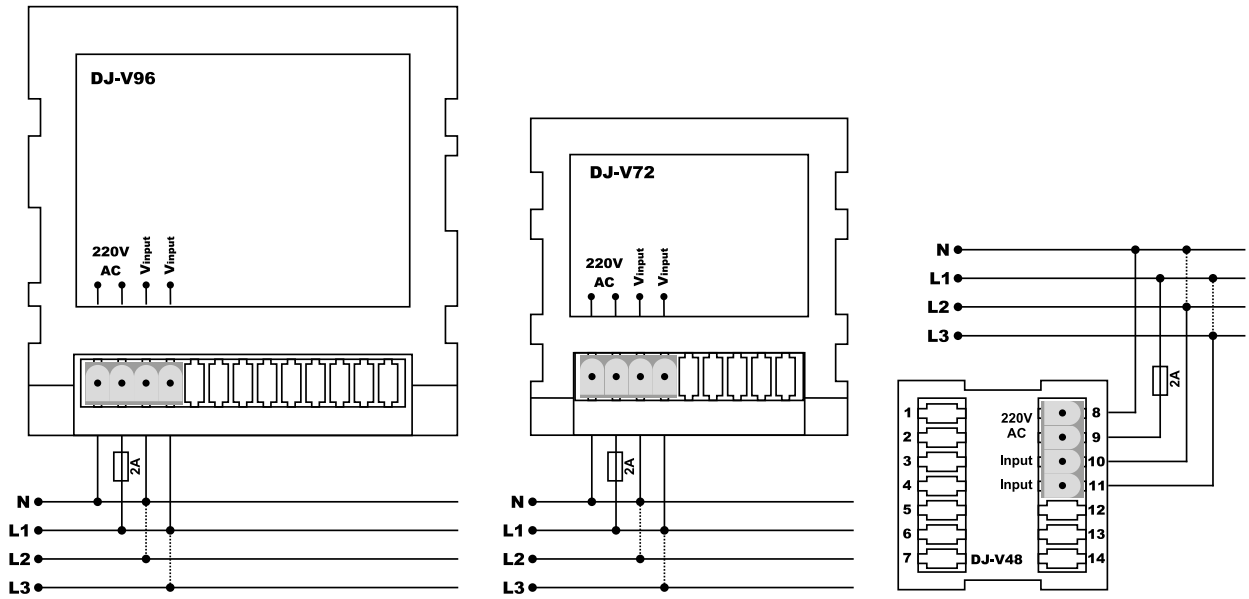 DJ-V96
220V
AC
Vinput
Vinput
2A
N
L1
L2
L3
DJ-V72
220V
AC
Vinput
Vinput
2A
N
L1
L2
L3
N
L1
L2
L3
2A
1
2
3
4
5
6
7
220V
AC
Input
Input
8
9
10
11
12
13
14
DJ-V48